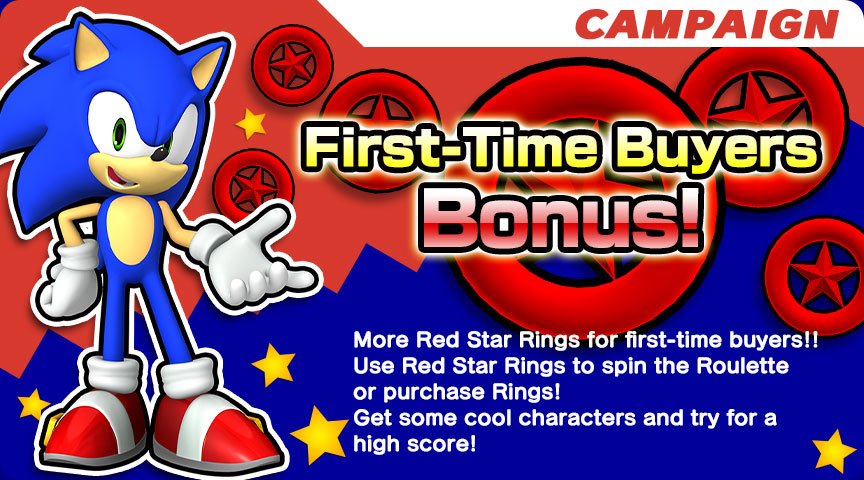 CAMPAIGN
First-Time Buyers
Bonus!
More Red Star Rings for first-time buyers!!
Use Red Star Rings to spin the Roulette
or purchase Rings!
Get some cool characters and try for a
high score!